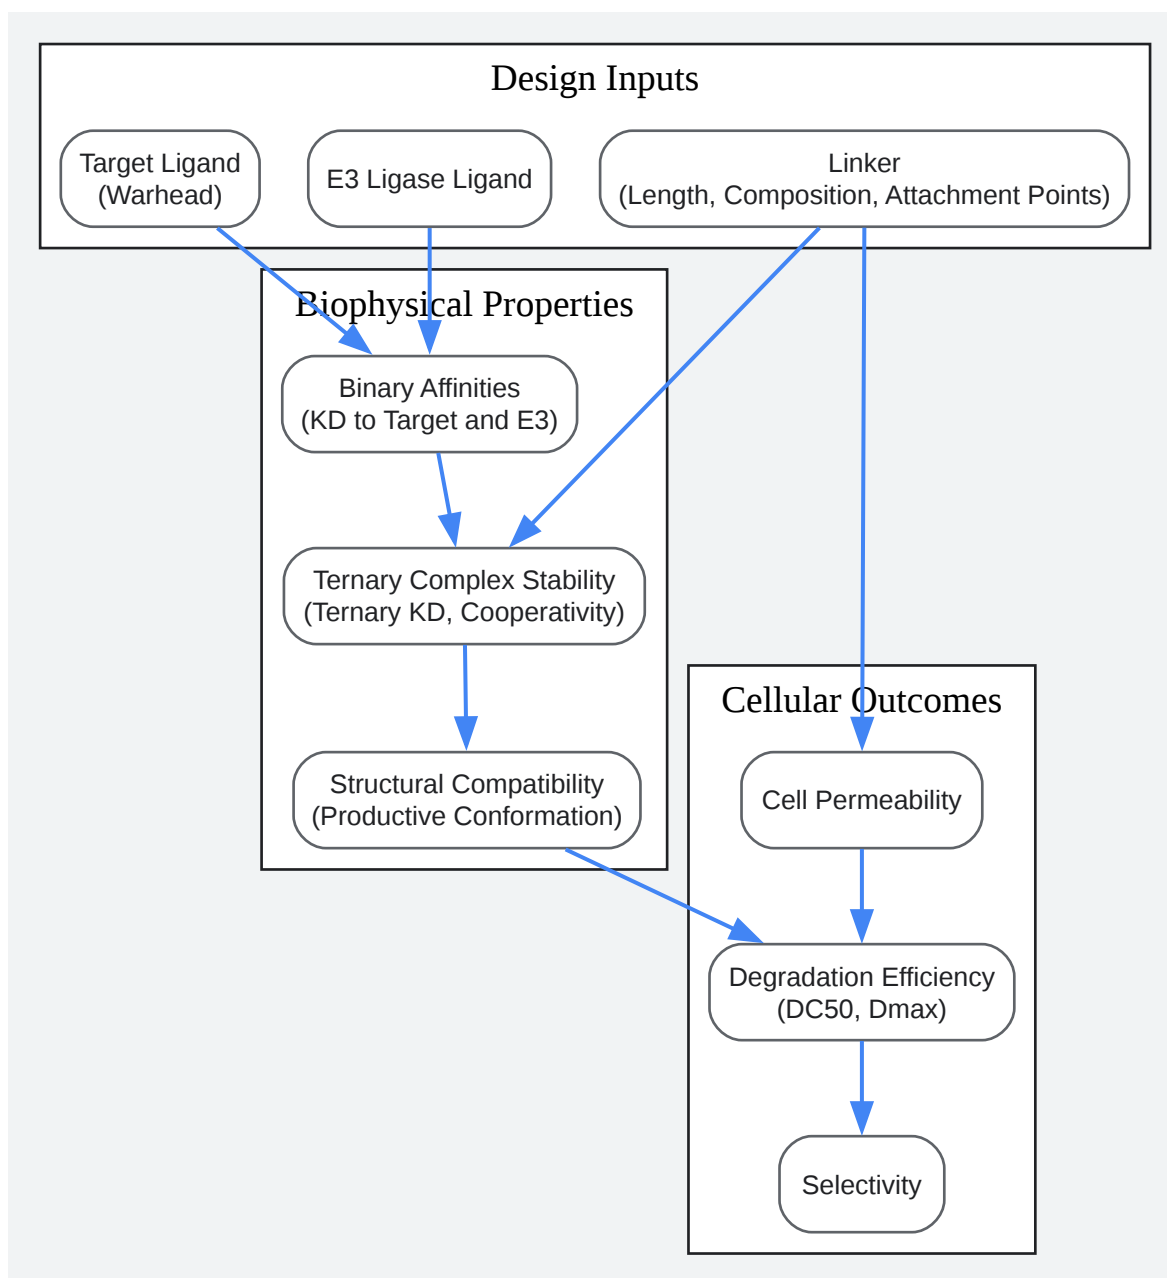 Design Inputs
Target Ligand
(Warhead)
E3 Ligase Ligand
Linker
(Length, Composition, Attachment Points)
Biophysical Properties
Binary Affinities
(KD to Target and E3)
Ternary Complex Stability
(Ternary KD, Cooperativity)
Structural Compatibility
(Productive Conformation)
Cellular Outcomes
Cell Permeability
Degradation Efficiency
(DC50, Dmax)
Selectivity